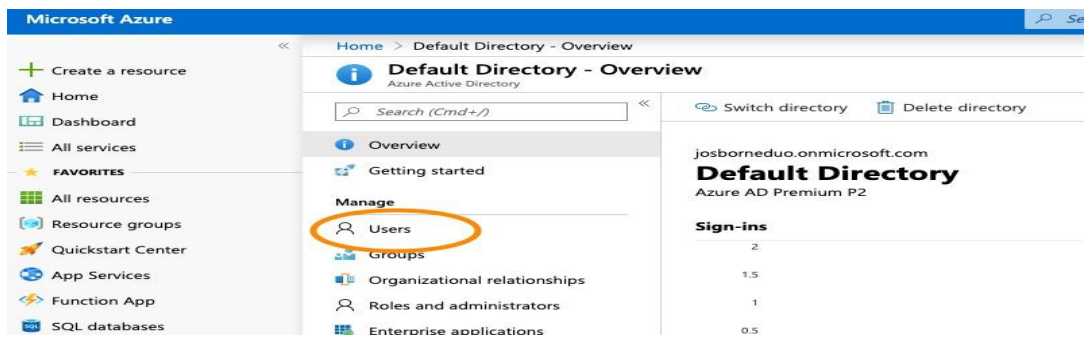 Microsoft Azure
Se
Create a resource
Home
Dashboard
All services
FAVORITES
All resources
Resource groups
Quickstart Center
App Services
Function App
SQL databases
Home > Default Directory - Overview
Default Directory - Overview
Azure Active Directory
Search (Cmd+/)
Overview
Getting started
Manage
Users
Groups
Organizational relationships
Roles and administrators
Enterprise applications
Switch directory Delete directory
josborneduo.onmicrosoft.com
Default Directory
Azure AD Premium P2
Sign-ins
2
1.5
1
0.5